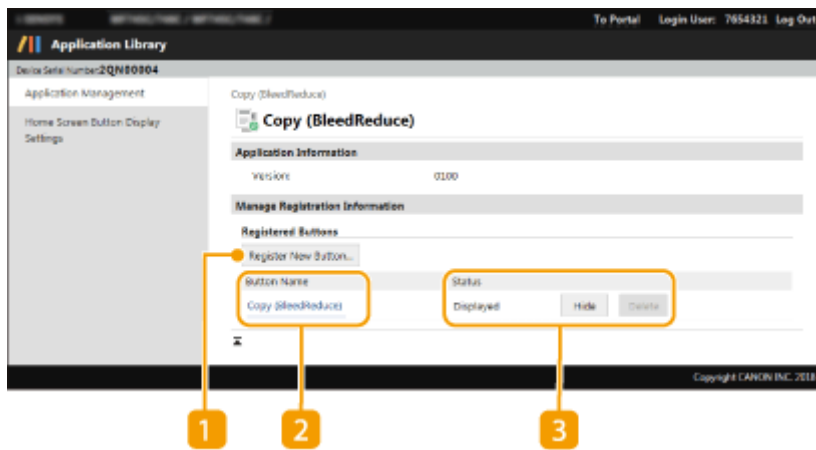 To Portal Login User: 7654321 Log Out
Application Library
Device Serial Number:2QN00004
Application Management
Home Screen Button Display
Settings
Copy (BleedReduce)
Copy (BleedReduce)
Application Information
Version: 0100
Manage Registration Information
Registered Buttons
Register New Button...
Button Name Status
Copy (BleedReduce) Displayed Hide Delete
Copyright CANON INC. 2018
1 2 3